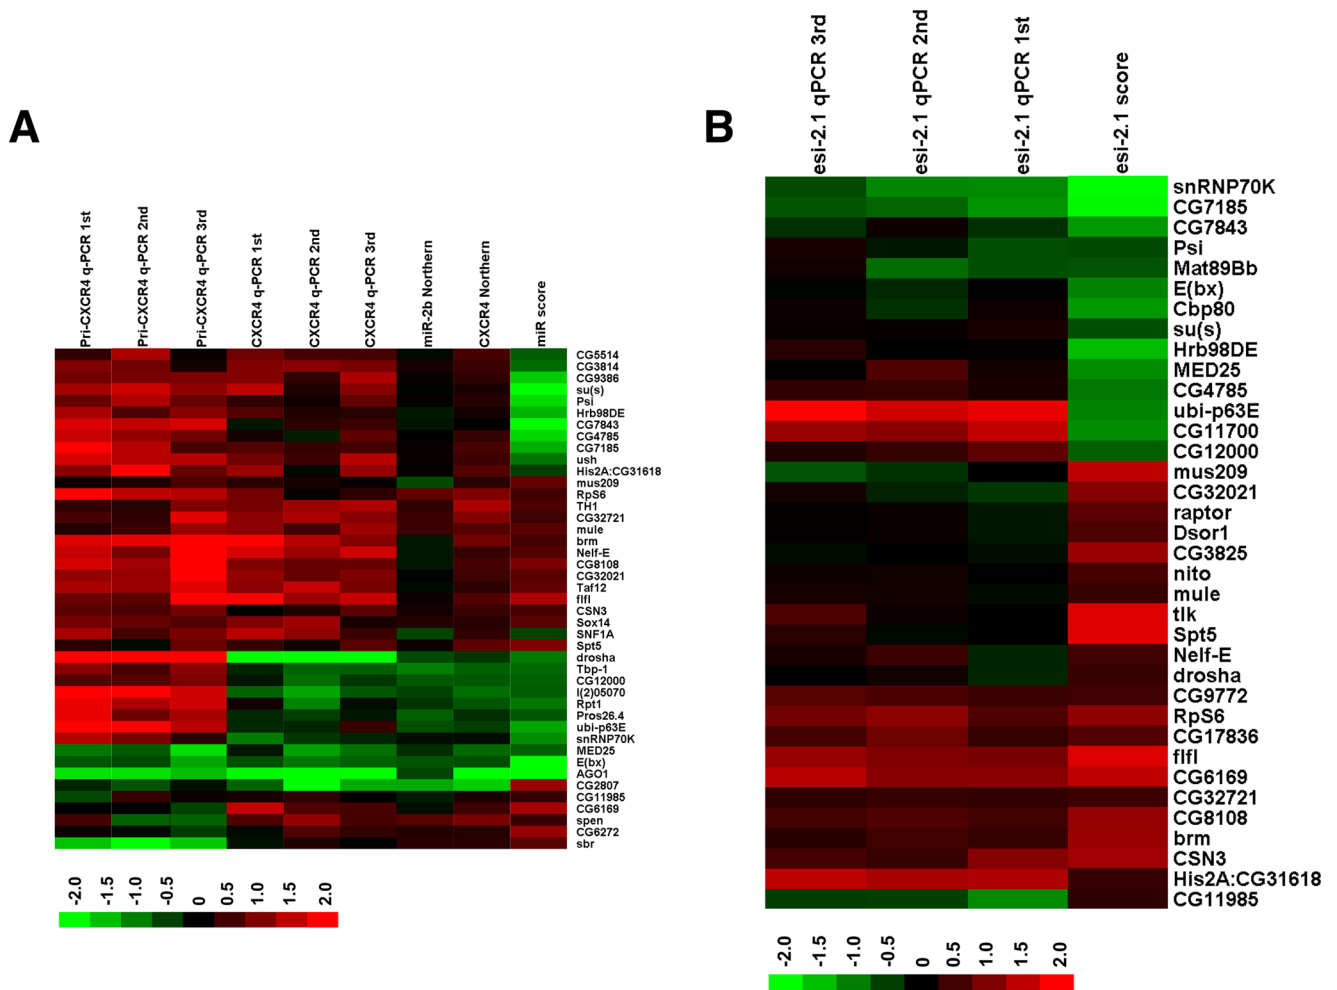 A
Pri-CXCR4 q-PCR 1st
Pri-CXCR4 q-PCR 2nd
Pri-CXCR4 q-PCR 3rd
CXCR4 q-PCR 1st
CXCR4 q-PCR 2nd
CXCR4 q-PCR 3rd
miR-2b Northern
CXCR4 Northern
miR score
CG5514
CG3814
CG9386
su(s)
Psi
Hrb98DE
CG7843
CG4785
CG7185
ush
His2A:CG31618
mus209
RpS6
TH1
CG32721
mule
brm
Nelf-E
CG8108
CG32021
Taf12
flfl
CSN3
Sox14
SNF1A
Spt5
drosha
Tbp-1
CG12000
l(2)05070
Rpt1
Pros26.4
ubi-p63E
snRNP70K
MED25
E(bx)
AGO1
CG2807
CG11985
CG6169
spen
CG6272
sbr
-2.0
-1.5
-1.0
-0.5
0
0.5
1.0
1.5
2.0
B
esi-2.1 qPCR 3rd
esi-2.1 qPCR 2nd
esi-2.1 qPCR 1st
esi-2.1 score
snRNP70K
CG7185
CG7843
Psi
Mat89Bb
E(bx)
Cbp80
su(s)
Hrb98DE
MED25
CG4785
ubi-p63E
CG11700
CG12000
mus209
CG32021
raptor
Dsor1
CG3825
nito
mule
tlk
Spt5
Nelf-E
drosha
CG9772
RpS6
CG17836
flfl
CG6169
CG32721
CG8108
brm
CSN3
His2A:CG31618
CG11985
-2.0
-1.5
-1.0
-0.5
0
0.5
1.0
1.5
2.0